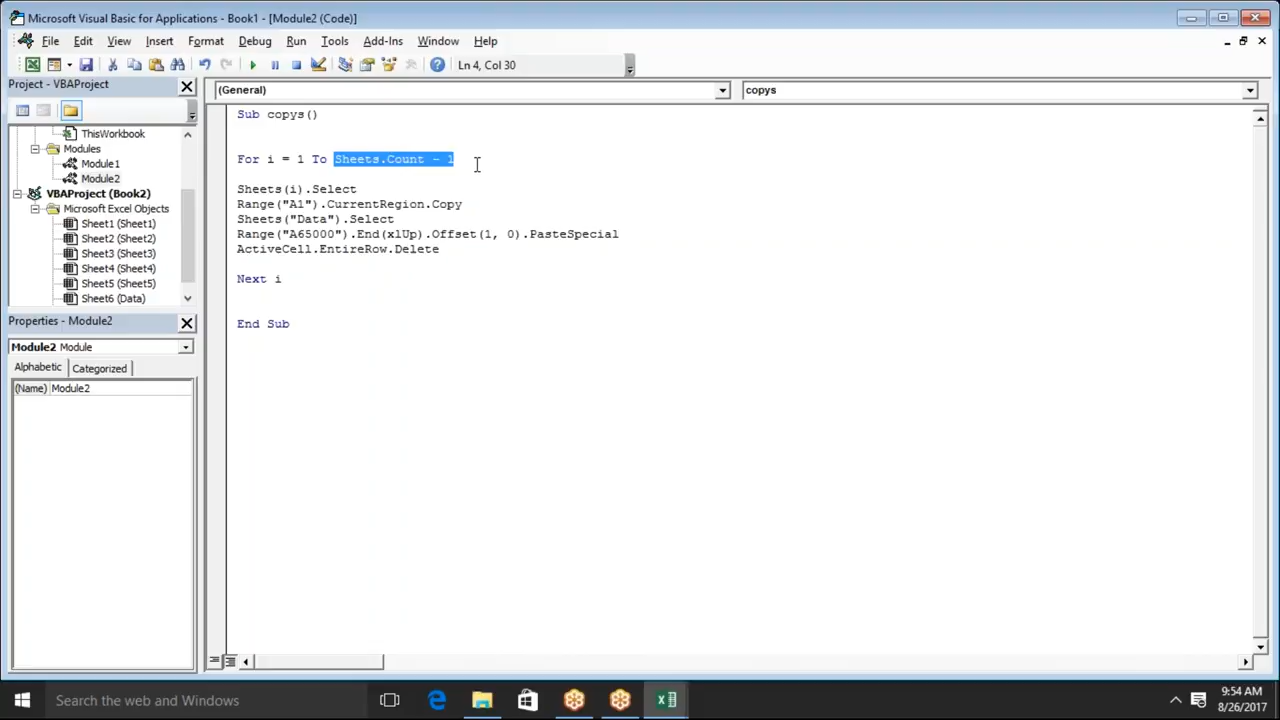 Microsoft Visual Basic for Applications - Book1 - [Module2 (Code)]
File Edit View Insert Format Debug Run Tools Add-Ins Window Help
Ln 4, Col 30
Project - VBAProject
(General)
copys
ThisWorkbook
Modules
Module1
Module2
VBAProject (Book2)
Microsoft Excel Objects
Sheet1 (Sheet1)
Sheet2 (Sheet2)
Sheet3 (Sheet3)
Sheet4 (Sheet4)
Sheet5 (Sheet5)
Sheet6 (Data)
Properties - Module2
Module2 Module
Alphabetic Categorized
(Name) Module2
Sub copys()
For i = 1 To Sheets.Count - 1
Sheets(i).Select
Range("A1").CurrentRegion.Copy
Sheets("Data").Select
Range("A65000").End(xlUp).Offset(1, 0).PasteSpecial
ActiveCell.EntireRow.Delete
Next i
End Sub
Search the web and Windows
9:54 AM
8/26/2017